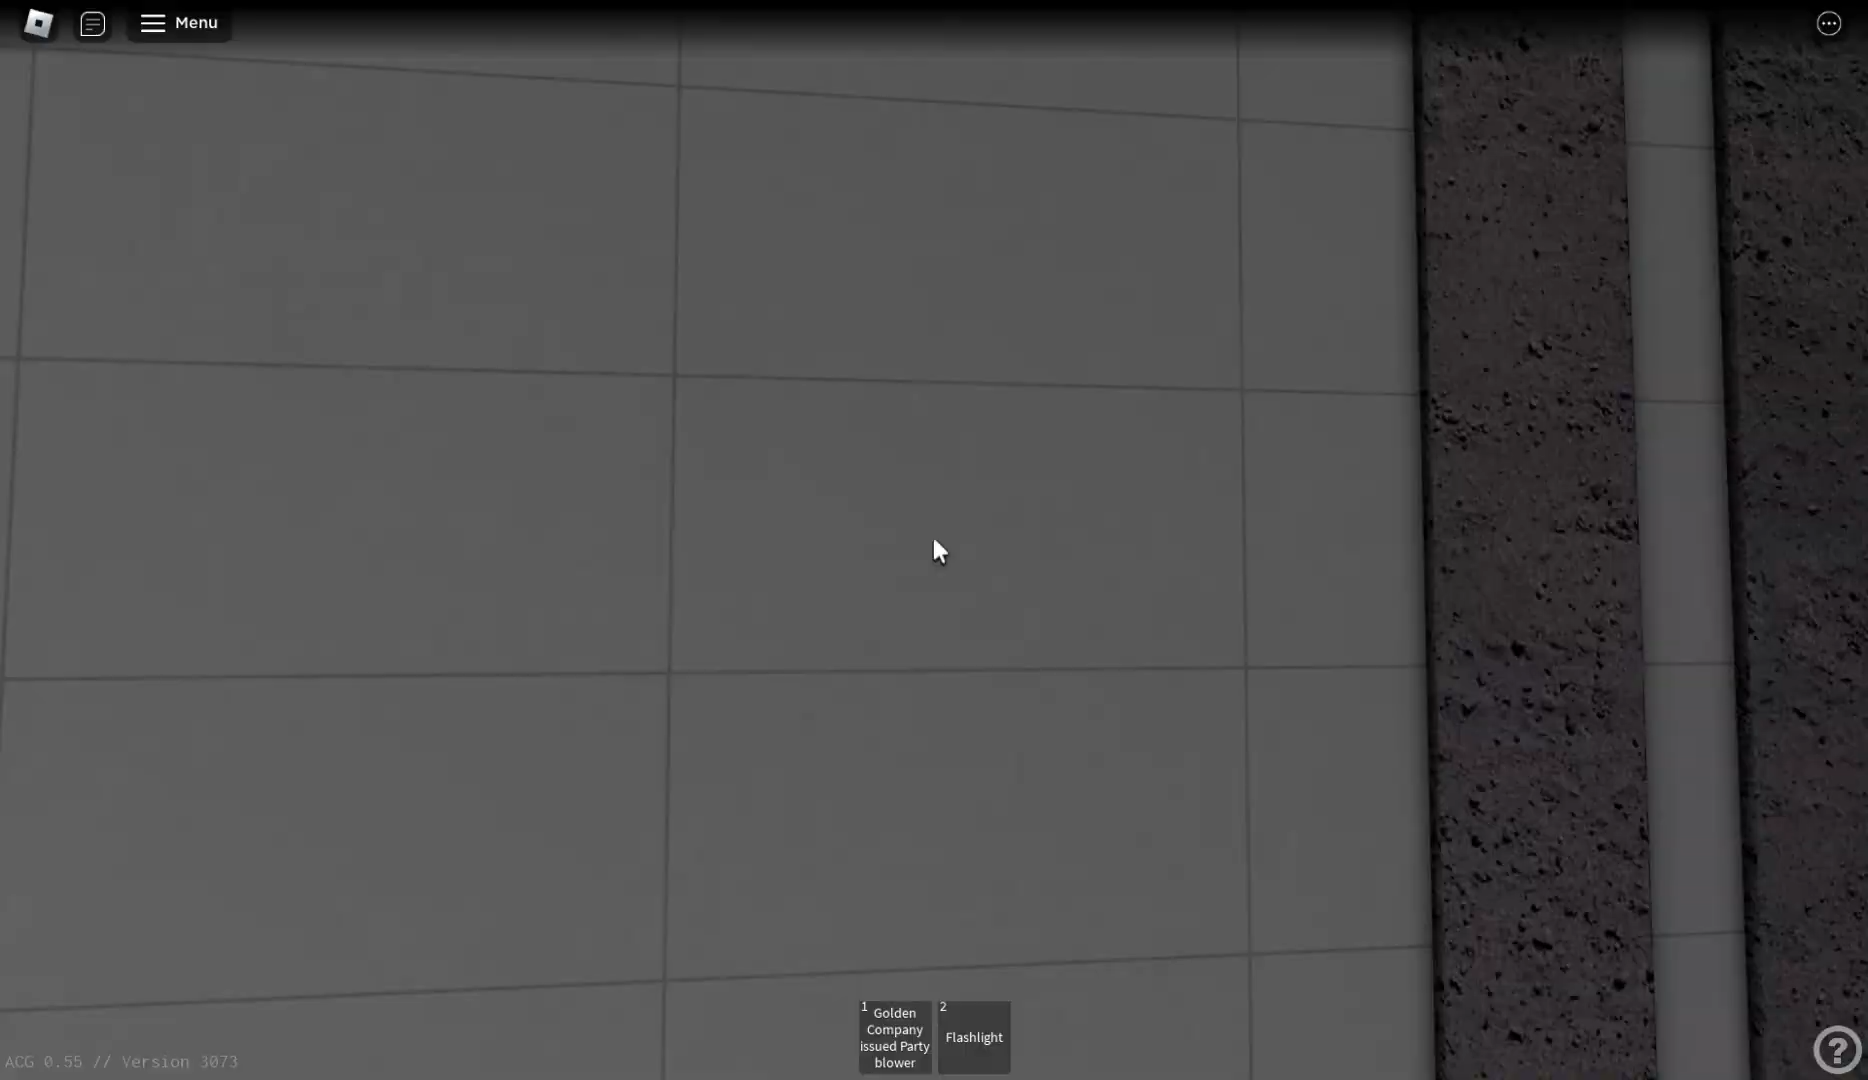 Menu
1
Golden
Company
issued Party
blower
2
Flashlight
ACG 0.55 // Version 3073
?